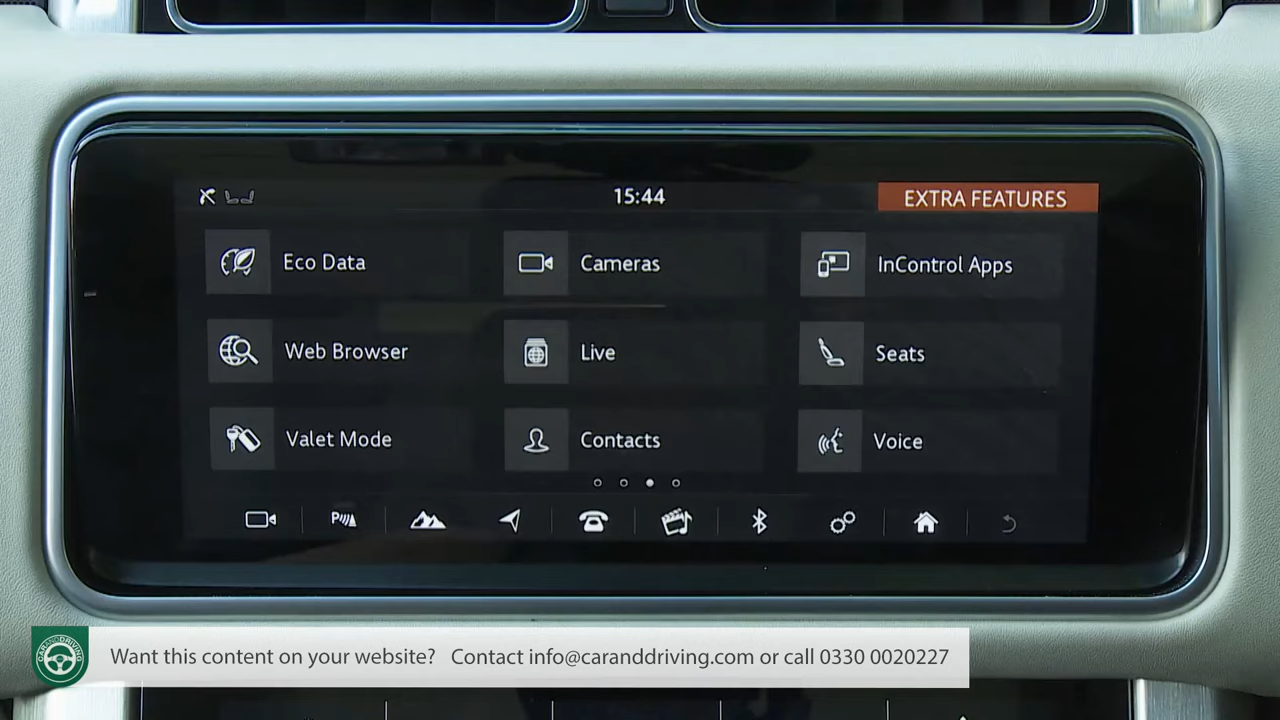 15:44
EXTRA FEATURES
Eco Data
Cameras
InControl Apps
Web Browser
Live
Seats
Valet Mode
Contacts
Voice
P
CARANDDRIVING
Want this content on your website? Contact info@caranddriving.com or call 0330 0020227